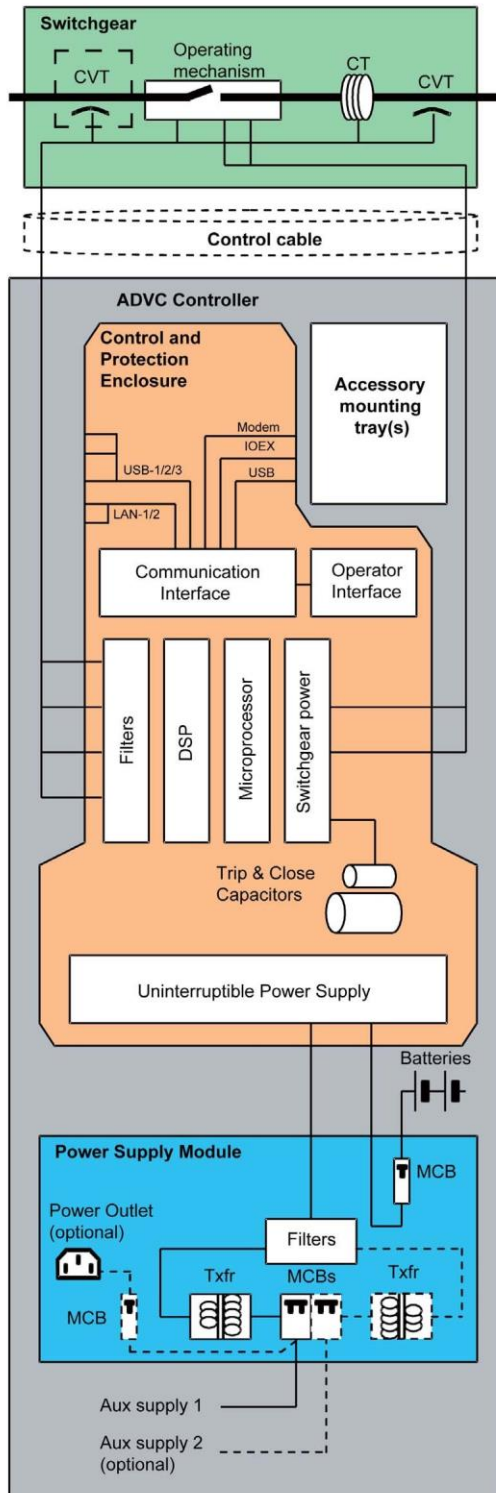 Switchgear
Operating
mechanism
CVT
CT
CVT
Control cable
ADVC Controller
Control and
Protection
Enclosure
Accessory
mounting
tray(s)
Modem
IOEX
USB
USB-1/2/3
LAN-1/2
Communication
Interface
Operator
Interface
Filters
DSP
Microprocessor
Switchgear power
Trip & Close
Capacitors
Uninterruptible Power Supply
Batteries
Power Supply Module
MCB
Power Outlet
(optional)
Filters
Txfr
MCBs
Txfr
MCB
Aux supply 1
Aux supply 2
(optional)